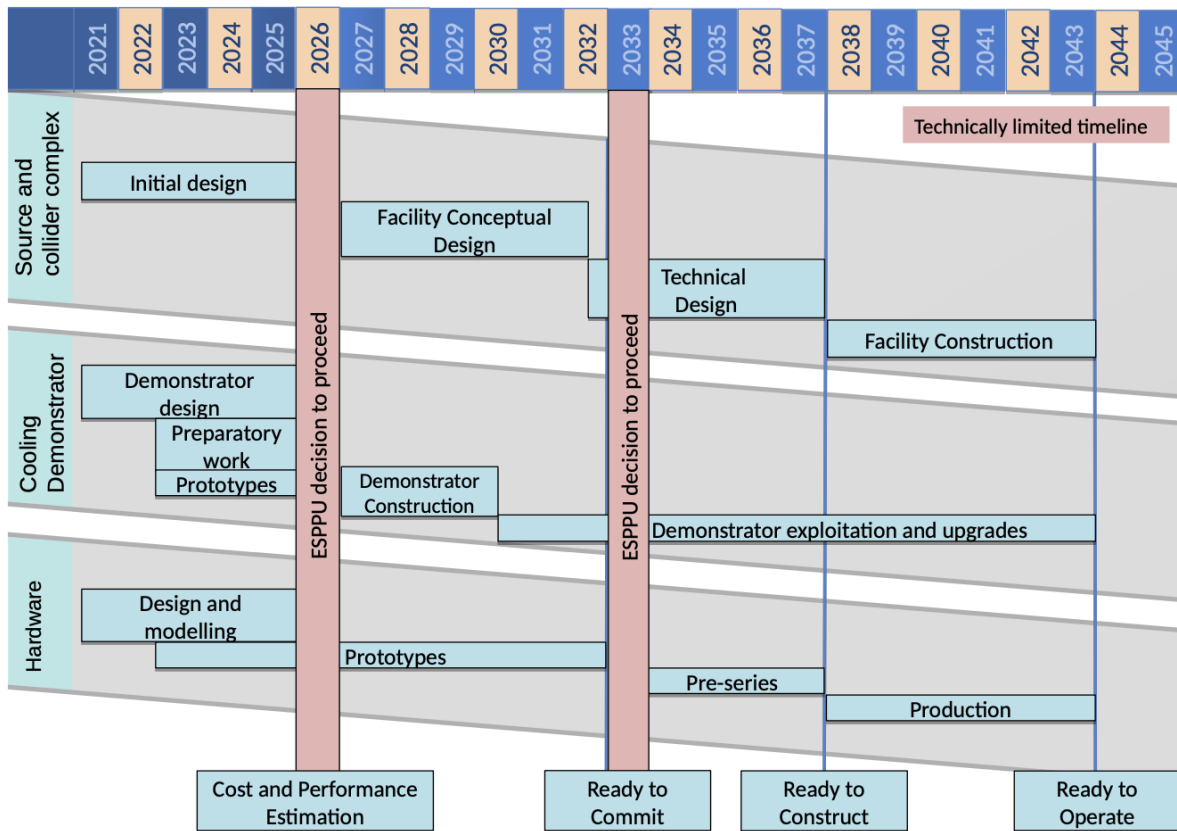 2021 2022 2023 2024 2025 2026 2027 2028 2029 2030 2031 2032 2033 2034 2035 2036 2037 2038 2039 2040 2041 2042 2043 2044 2045
Technically limited timeline
Source and
collider complex
Initial design
Facility Conceptual
Design
Technical
Design
Facility Construction
ESPPU decision to proceed
ESPPU decision to proceed
Cooling
Demonstrator
Demonstrator
design
Preparatory
work
Prototypes
Demonstrator
Construction
Demonstrator exploitation and upgrades
Hardware
Design and
modelling
Prototypes
Pre-series
Production
Cost and Performance
Estimation
Ready to
Commit
Ready to
Construct
Ready to
Operate